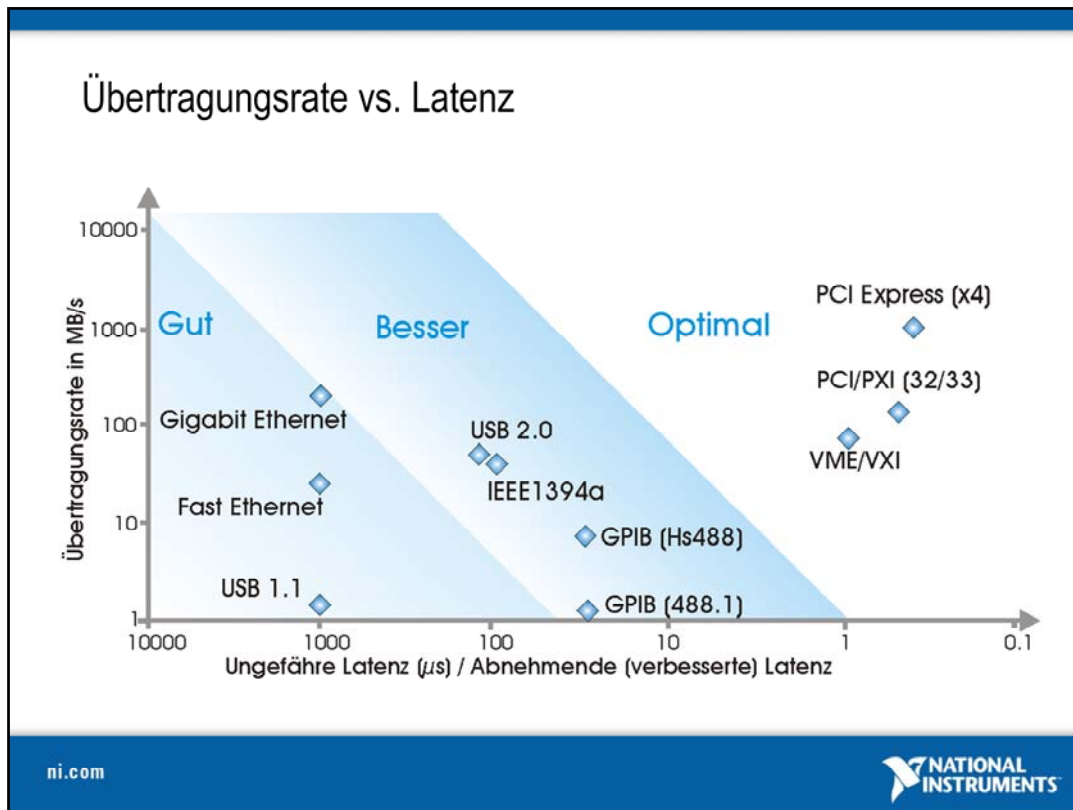 Übertragungsrate vs. Latenz
Übertragungsrate in MB/s
10000
1000
100
10
1
Gut
Besser
Optimal
PCI Express (x4)
PCI/PXI (32/33)
VME/VXI
Gigabit Ethernet
USB 2.0
IEEE1394a
Fast Ethernet
GPIB (Hs488)
USB 1.1
GPIB (488.1)
10000
1000
100
10
1
0.1
Ungefähre Latenz (µs) / Abnehmende (verbesserte) Latenz
ni.com
NATIONAL
INSTRUMENTS